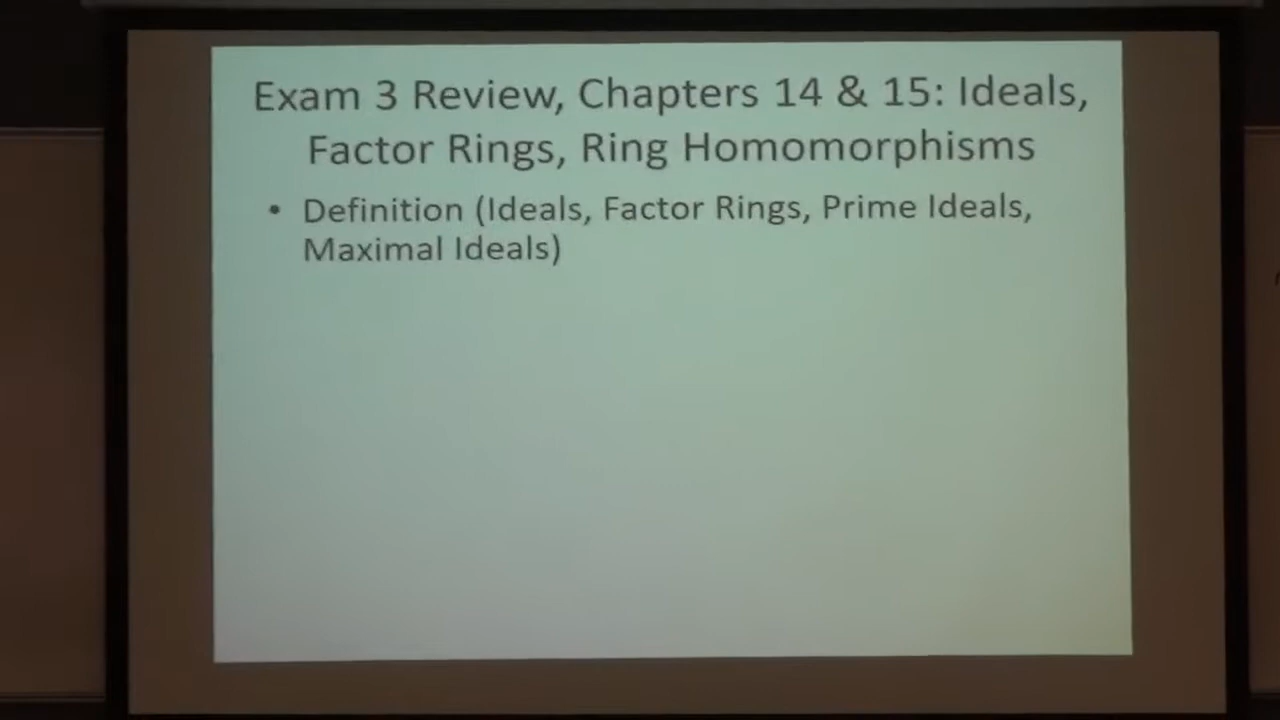 Exam 3 Review, Chapters 14 & 15: Ideals,
Factor Rings, Ring Homomorphisms
• Definition (Ideals, Factor Rings, Prime Ideals,
Maximal Ideals)